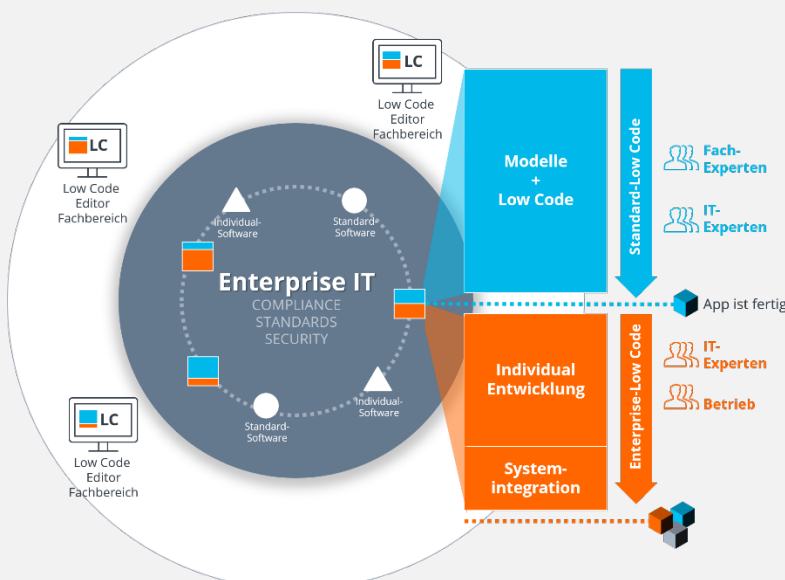 LC
Low Code
Editor
Fachbereich
LC
Low Code
Editor
Fachbereich
LC
Low Code
Editor
Fachbereich
Individual-
Software
Standard-
Software
Enterprise IT
COMPLIANCE
STANDARDS
SECURITY
Individual-
Software
Standard-
Software
Modelle
+
Low Code
Individual
Entwicklung
System-
integration
Standard-Low Code
Enterprise-Low Code
Fach-
Experten
IT-
Experten
App ist fertig
IT-
Experten
Betrieb